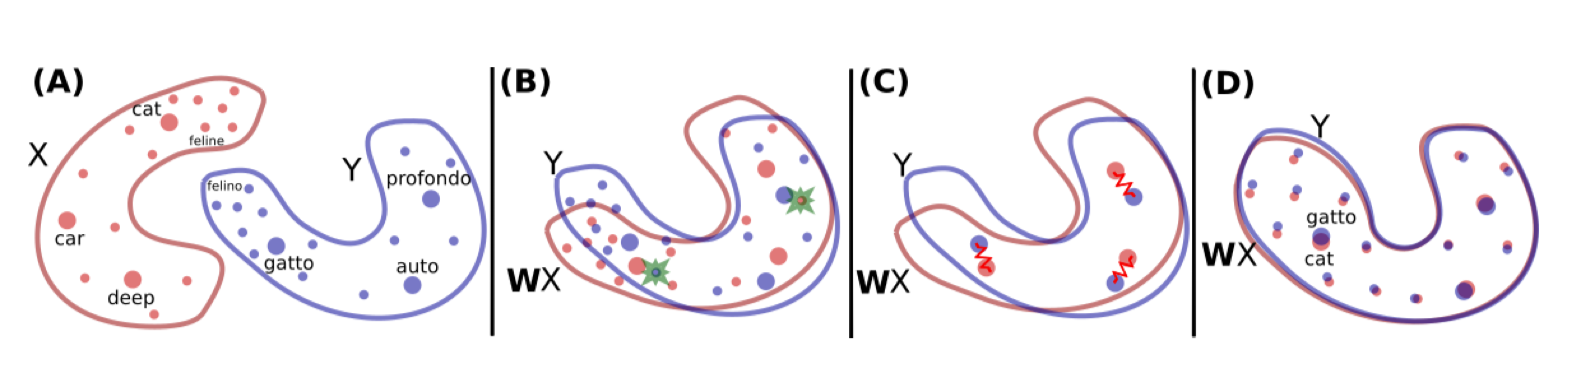 (A)
cat
feline
X
car
deep
Y
felino
profondo
gatto
auto
(B)
Y
WX
(C)
Y
WX
(D)
Y
gatto
cat
WX